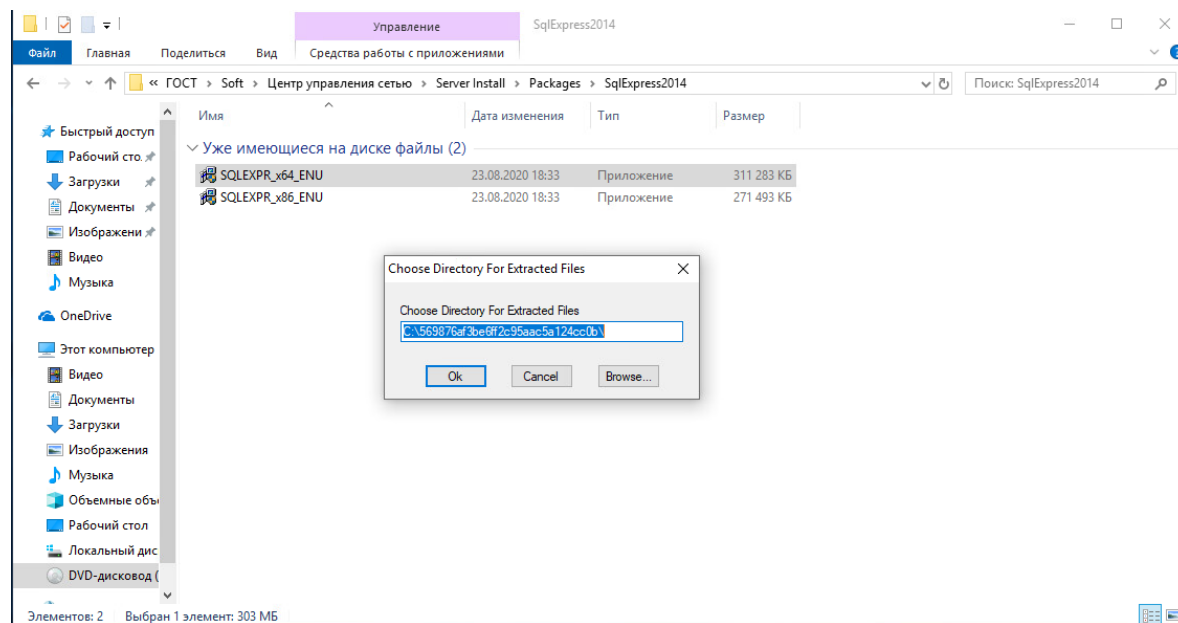 Управление
SqlExpress2014
Файл Главная Поделиться Вид Средства работы с приложениями
« ГОСТ › Soft › Центр управления сетью › Server Install › Packages › SqlExpress2014
Поиск: SqlExpress2014
Имя Дата изменения Тип Размер
Уже имеющиеся на диске файлы (2)
SQLEXPR_x64_ENU 23.08.2020 18:33 Приложение 311 283 КБ
SQLEXPR_x86_ENU 23.08.2020 18:33 Приложение 271 493 КБ
Быстрый доступ
Рабочий сто.
Загрузки
Документы
Изображени
Видео
Музыка
OneDrive
Этот компьютер
Видео
Документы
Загрузки
Изображения
Музыка
Объемные объ
Рабочий стол
Локальный дис
DVD-дисковод (
Choose Directory For Extracted Files
Choose Directory For Extracted Files
C:\569876af3be6ff2c95aac5a124cc0b\
Ok Cancel Browse...
Элементов: 2 Выбран 1 элемент: 303 МБ